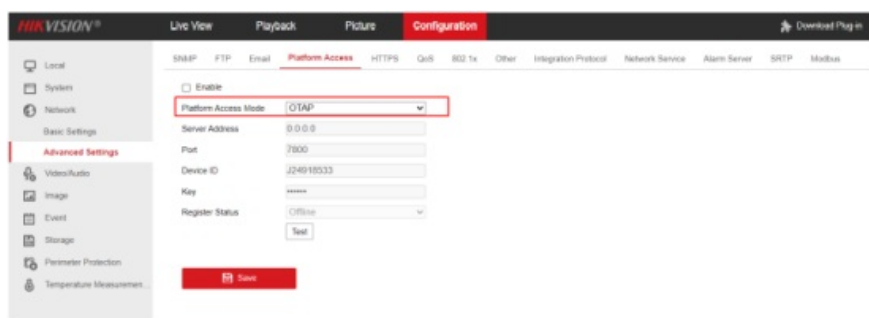 HIKVISION®
Live View Playback Picture Configuration
Download Plug-in
Local
System
Network
Basic Settings
Advanced Settings
Video/Audio
Image
Event
Storage
Perimeter Protection
Temperature Measuremen...
SNMP FTP Email Platform Access HTTPS QoS 802.1x Other Integration Protocol Network Service Alarm Server SRTP Modbus
Enable
Platform Access Mode OTAP
Server Address 0.0.0.0
Port 7800
Device ID J24918533
Key ••••••
Register Status Offline
Test
Save